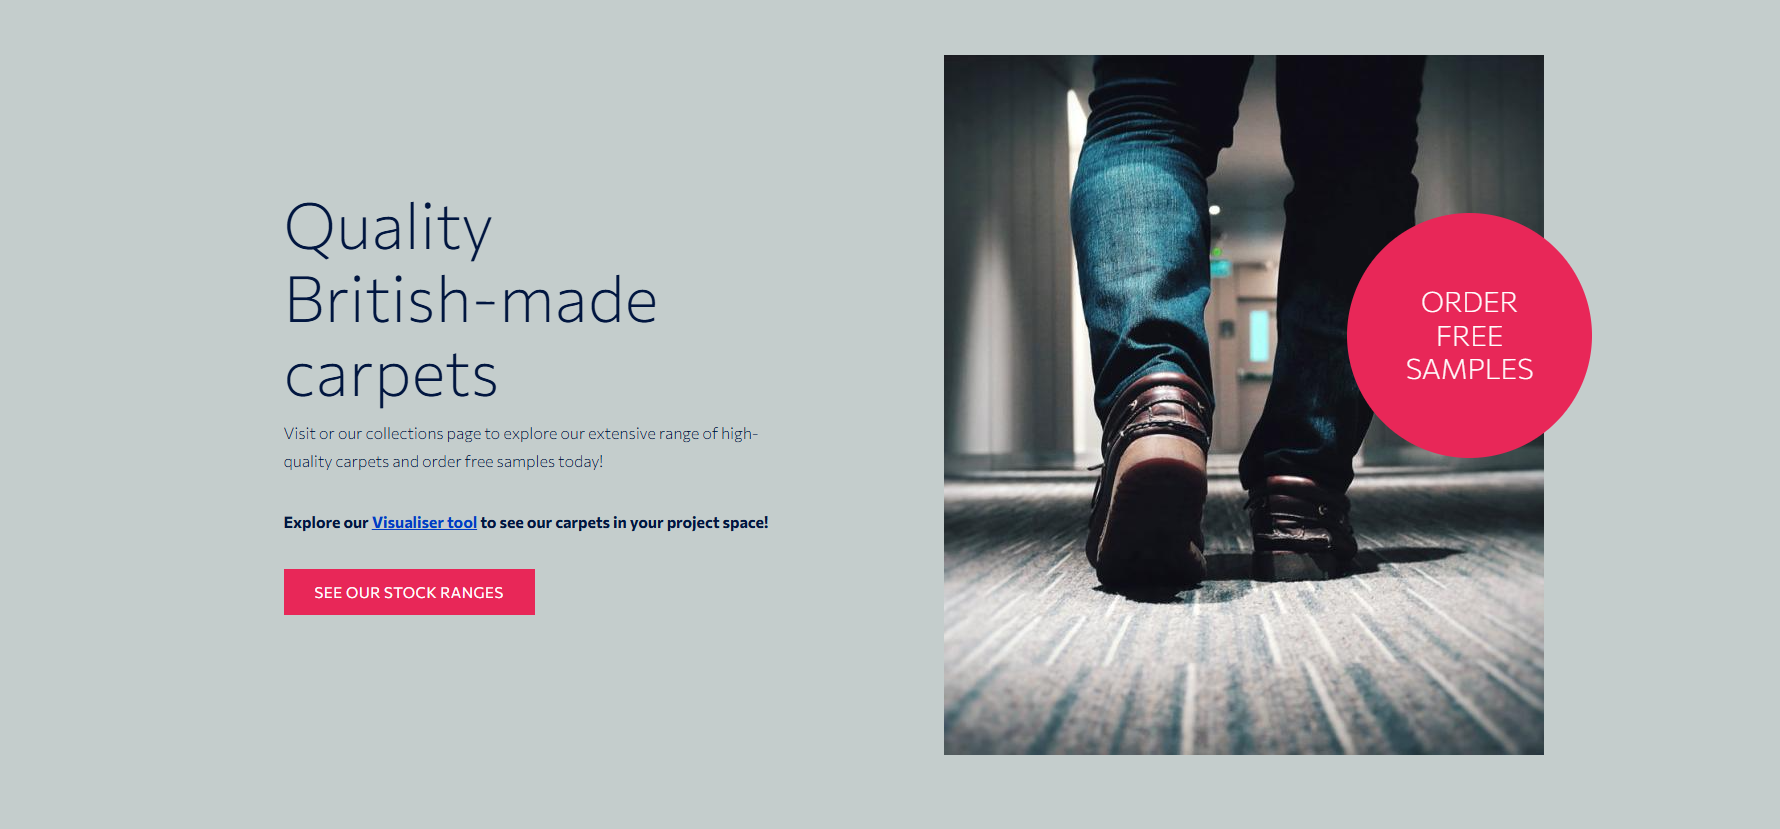 Quality
British-made
carpets
Visit or our collections page to explore our extensive range of high-
quality carpets and order free samples today!
Explore our Visualiser tool to see our carpets in your project space!
SEE OUR STOCK RANGES
ORDER
FREE
SAMPLES